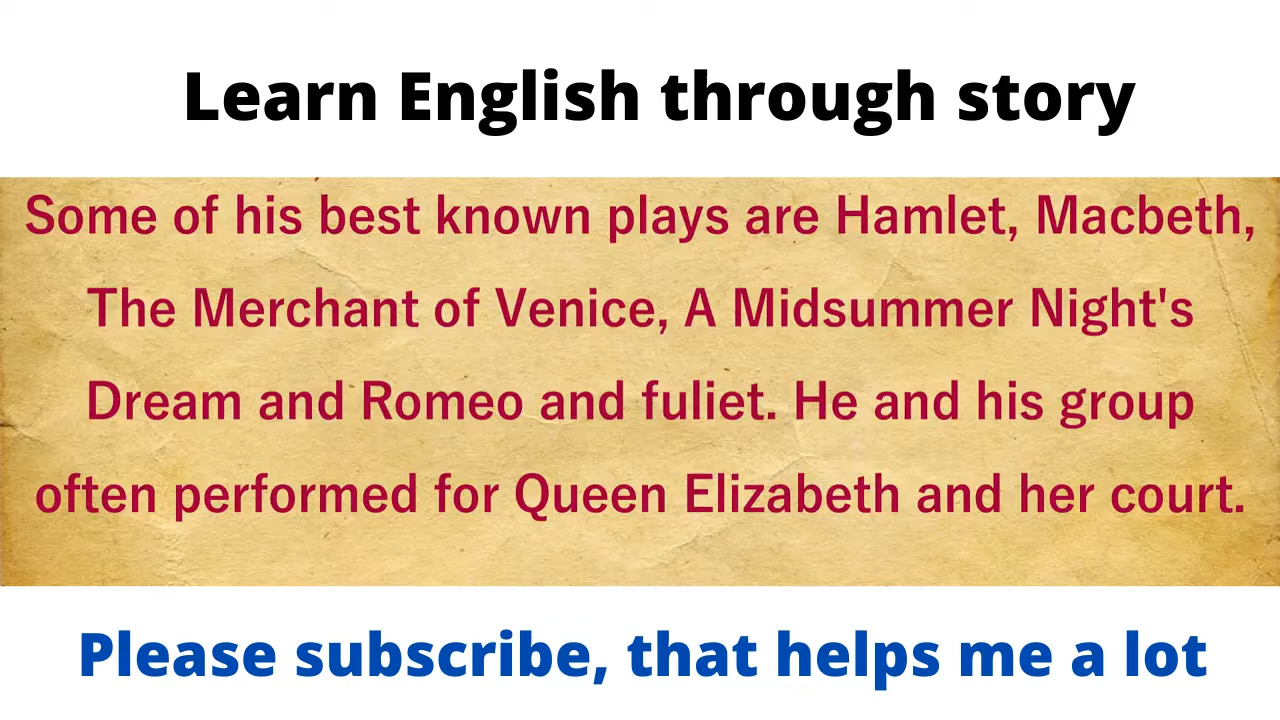 Learn English through story
Some of his best known plays are Hamlet, Macbeth,
The Merchant of Venice, A Midsummer Night's
Dream and Romeo and fuliet. He and his group
often performed for Queen Elizabeth and her court.
Please subscribe, that helps me a lot